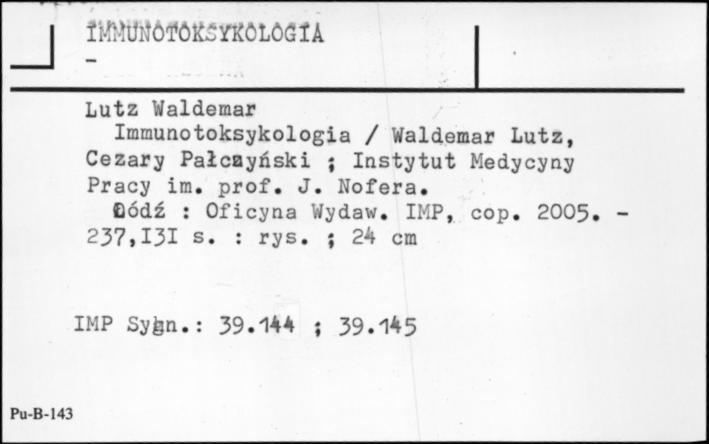 IMMUNOTOKSYKOLOGIA
-
Lutz Waldemar
Immunotoksykologia / Waldemar Lutz,
Cezary Pałczyński ; Instytut Medycyny
Pracy im. prof. J. Nofera.
Łódź : Oficyna Wydaw. IMP, cop. 2005. -
237,I3I s. : rys. ; 24 cm
IMP Sygn.: 39.144 ; 39.145
Pu-B-143